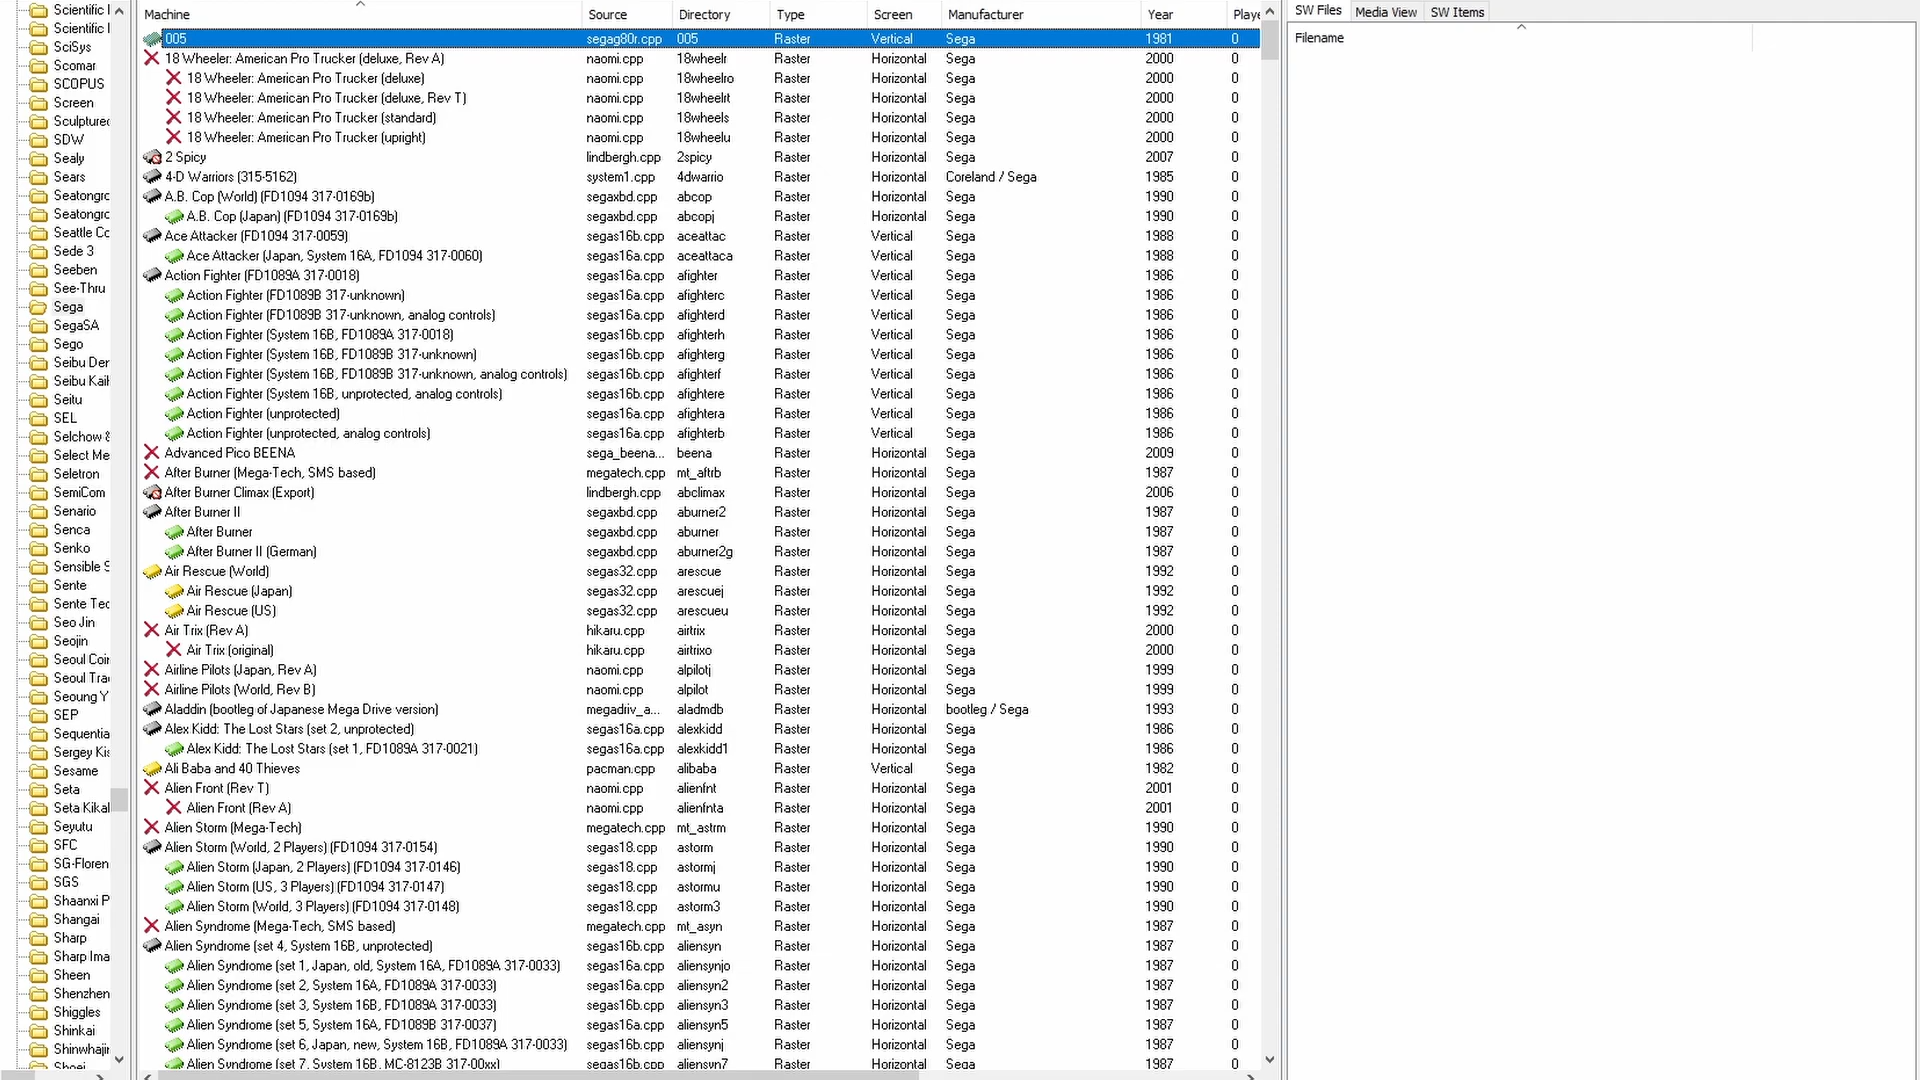 Scientific
Scientific
SciSys
Scomar
SCOPUS
Screen
Sculptured
SDW
Sealy
Sears
Seatongro
Seatongro
Seattle Co
Sede 3
Seeben
See-Thru
Sega
SegaSA
Sego
Seibu Der
Seibu Kaih
Seitu
SEL
Selchow &
Select Me
Seletron
SemiCom
Senario
Senca
Senko
Sensible S
Sente
Sente Tec
Seo Jin
Seojin
Seoul Coin
Seoul Tra
Seoung Y
SEP
Sequentia
Sergey Kis
Sesame
Seta
Seta Kikal
Seyutu
SFC
SG-Floren
SGS
Shaanxi P
Shangai
Sharp
Sharp Ima
Sheen
Shenzhen
Shiggles
Shinkai
Shinwhajin
Shoei
Machine Source Directory Type Screen Manufacturer Year Playe
005 segag80r.cpp 005 Raster Vertical Sega 1981 0
18 Wheeler: American Pro Trucker (deluxe, Rev A) naomi.cpp 18wheelr Raster Horizontal Sega 2000 0
18 Wheeler: American Pro Trucker (deluxe) naomi.cpp 18wheelro Raster Horizontal Sega 2000 0
18 Wheeler: American Pro Trucker (deluxe, Rev T) naomi.cpp 18wheelrt Raster Horizontal Sega 2000 0
18 Wheeler: American Pro Trucker (standard) naomi.cpp 18wheels Raster Horizontal Sega 2000 0
18 Wheeler: American Pro Trucker (upright) naomi.cpp 18wheelu Raster Horizontal Sega 2000 0
2 Spicy lindbergh.cpp 2spicy Raster Horizontal Sega 2007 0
4-D Warriors (315-5162) system1.cpp 4dwarrio Raster Horizontal Coreland / Sega 1985 0
A.B. Cop (World) (FD1094 317-0169b) segaxbd.cpp abcop Raster Horizontal Sega 1990 0
A.B. Cop (Japan) (FD1094 317-0169b) segaxbd.cpp abcopj Raster Horizontal Sega 1990 0
Ace Attacker (FD1094 317-0059) segas16b.cpp aceattac Raster Vertical Sega 1988 0
Ace Attacker (Japan, System 16A, FD1094 317-0060) segas16a.cpp aceattaca Raster Vertical Sega 1988 0
Action Fighter (FD1089A 317-0018) segas16a.cpp afighter Raster Vertical Sega 1986 0
Action Fighter (FD1089B 317-unknown) segas16a.cpp afighterc Raster Vertical Sega 1986 0
Action Fighter (FD1089B 317-unknown, analog controls) segas16a.cpp afighterd Raster Vertical Sega 1986 0
Action Fighter (System 16B, FD1089A 317-0018) segas16b.cpp afighterh Raster Vertical Sega 1986 0
Action Fighter (System 16B, FD1089B 317-unknown) segas16b.cpp afighterg Raster Vertical Sega 1986 0
Action Fighter (System 16B, FD1089B 317-unknown, analog controls) segas16b.cpp afighterf Raster Vertical Sega 1986 0
Action Fighter (System 16B, unprotected, analog controls) segas16b.cpp afightere Raster Vertical Sega 1986 0
Action Fighter (unprotected) segas16a.cpp afightera Raster Vertical Sega 1986 0
Action Fighter (unprotected, analog controls) segas16a.cpp afighterb Raster Vertical Sega 1986 0
Advanced Pico BEENA sega_beena... beena Raster Horizontal Sega 2009 0
After Burner (Mega-Tech, SMS based) megatech.cpp mt_aftrb Raster Horizontal Sega 1987 0
After Burner Climax (Export) lindbergh.cpp abclimax Raster Horizontal Sega 2006 0
After Burner II segaxbd.cpp aburner2 Raster Horizontal Sega 1987 0
After Burner segaxbd.cpp aburner Raster Horizontal Sega 1987 0
After Burner II (German) segaxbd.cpp aburner2g Raster Horizontal Sega 1987 0
Air Rescue (World) segas32.cpp arescue Raster Horizontal Sega 1992 0
Air Rescue (Japan) segas32.cpp arescuej Raster Horizontal Sega 1992 0
Air Rescue (US) segas32.cpp arescueu Raster Horizontal Sega 1992 0
Air Trix (Rev A) hikaru.cpp airtrix Raster Horizontal Sega 2000 0
Air Trix (original) hikaru.cpp airtrixo Raster Horizontal Sega 2000 0
Airline Pilots (Japan, Rev A) naomi.cpp alpilotj Raster Horizontal Sega 1999 0
Airline Pilots (World, Rev B) naomi.cpp alpilot Raster Horizontal Sega 1999 0
Aladdin (bootleg of Japanese Mega Drive version) megadriv_a... aladmdb Raster Horizontal bootleg / Sega 1993 0
Alex Kidd: The Lost Stars (set 2, unprotected) segas16a.cpp alexkidd Raster Horizontal Sega 1986 0
Alex Kidd: The Lost Stars (set 1, FD1089A 317-0021) segas16a.cpp alexkidd1 Raster Horizontal Sega 1986 0
Ali Baba and 40 Thieves pacman.cpp alibaba Raster Vertical Sega 1982 0
Alien Front (Rev T) naomi.cpp alienfnt Raster Horizontal Sega 2001 0
Alien Front (Rev A) naomi.cpp alienfnta Raster Horizontal Sega 2001 0
Alien Storm (Mega-Tech) megatech.cpp mt_astrm Raster Horizontal Sega 1990 0
Alien Storm (World, 2 Players) (FD1094 317-0154) segas18.cpp astorm Raster Horizontal Sega 1990 0
Alien Storm (Japan, 2 Players) (FD1094 317-0146) segas18.cpp astormj Raster Horizontal Sega 1990 0
Alien Storm (US, 3 Players) (FD1094 317-0147) segas18.cpp astormu Raster Horizontal Sega 1990 0
Alien Storm (World, 3 Players) (FD1094 317-0148) segas18.cpp astorm3 Raster Horizontal Sega 1990 0
Alien Syndrome (Mega-Tech, SMS based) megatech.cpp mt_asyn Raster Horizontal Sega 1987 0
Alien Syndrome (set 4, System 16B, unprotected) segas16b.cpp aliensyn Raster Horizontal Sega 1987 0
Alien Syndrome (set 1, Japan, old, System 16A, FD1089A 317-0033) segas16a.cpp aliensynjo Raster Horizontal Sega 1987 0
Alien Syndrome (set 2, System 16A, FD1089A 317-0033) segas16a.cpp aliensyn2 Raster Horizontal Sega 1987 0
Alien Syndrome (set 3, System 16B, FD1089A 317-0033) segas16b.cpp aliensyn3 Raster Horizontal Sega 1987 0
Alien Syndrome (set 5, System 16A, FD1089B 317-0037) segas16a.cpp aliensyn5 Raster Horizontal Sega 1987 0
Alien Syndrome (set 6, Japan, new, System 16B, FD1089A 317-0033) segas16b.cpp aliensynj Raster Horizontal Sega 1987 0
Alien Syndrome (set 7, System 16B, MC-8123B 317-00xx) segas16b.cpp aliensyn7 Raster Horizontal Sega 1987 0
SW Files Media View SW Items
Filename